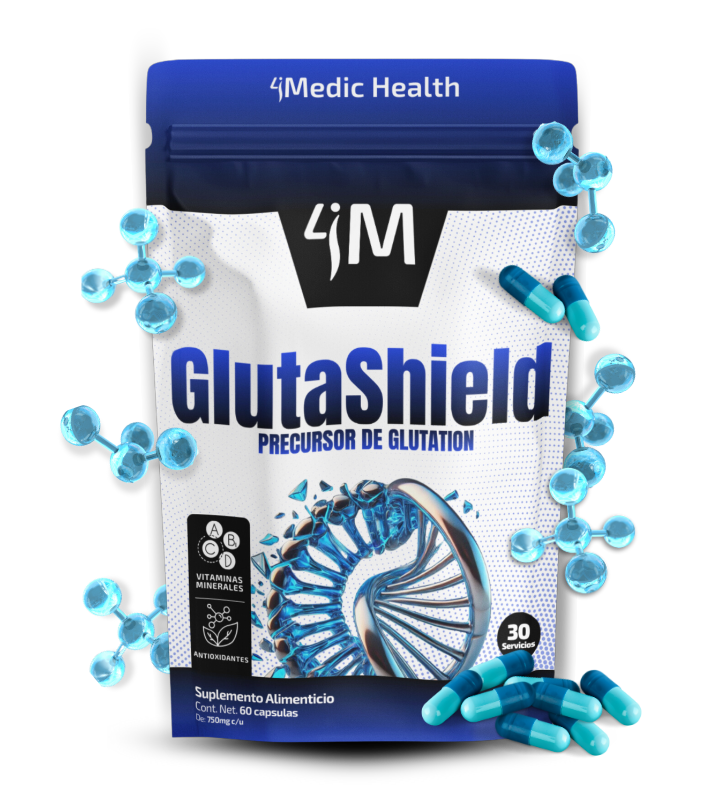 4Medic Health
4M
GlutaShield
PRECURSOR DE GLUTATION
A
B
C
D
VITAMINAS
MINERALES
ANTIOXIDANTES
30
Servicios
Suplemento Alimenticio
Cont. Net. 60 capsulas
De: 750mg c/u